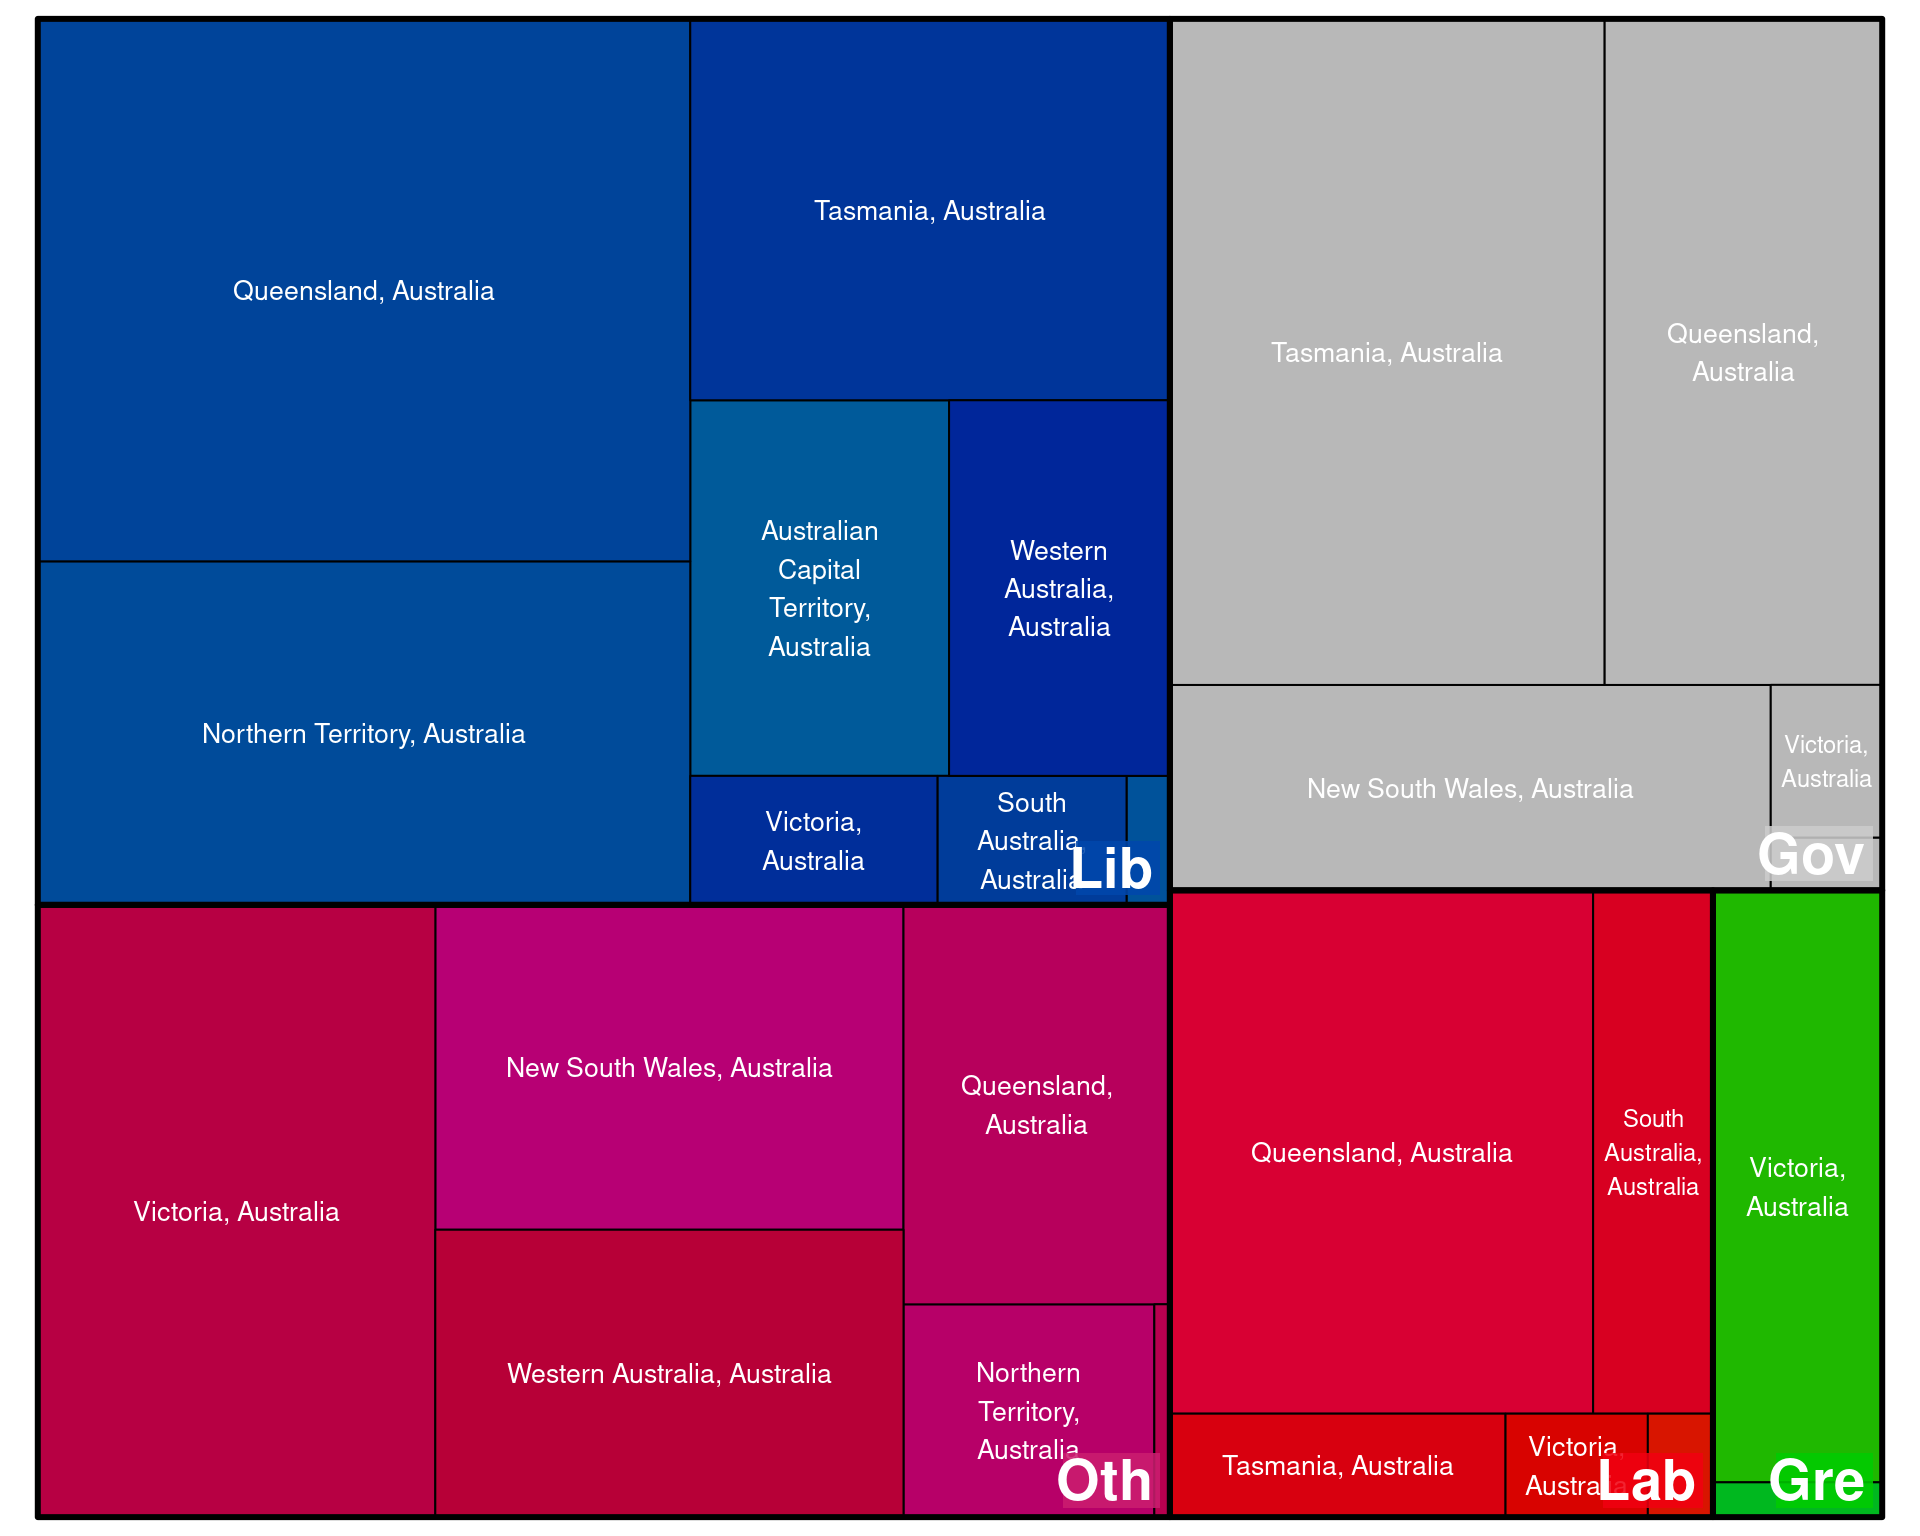 Queensland, Australia
Tasmania, Australia
Northern Territory, Australia
Australian
Capital
Territory,
Australia
Western
Australia,
Australia
Victoria,
Australia
South
Australia,
Australia
Lib
Tasmania, Australia
Queensland,
Australia
New South Wales, Australia
Victoria,
Australia
Gov
Victoria, Australia
New South Wales, Australia
Western Australia, Australia
Queensland,
Australia
Northern
Territory,
Australia
Oth
Queensland, Australia
South
Australia,
Australia
Tasmania, Australia
Victoria,
Australia
Lab
Victoria,
Australia
Gre